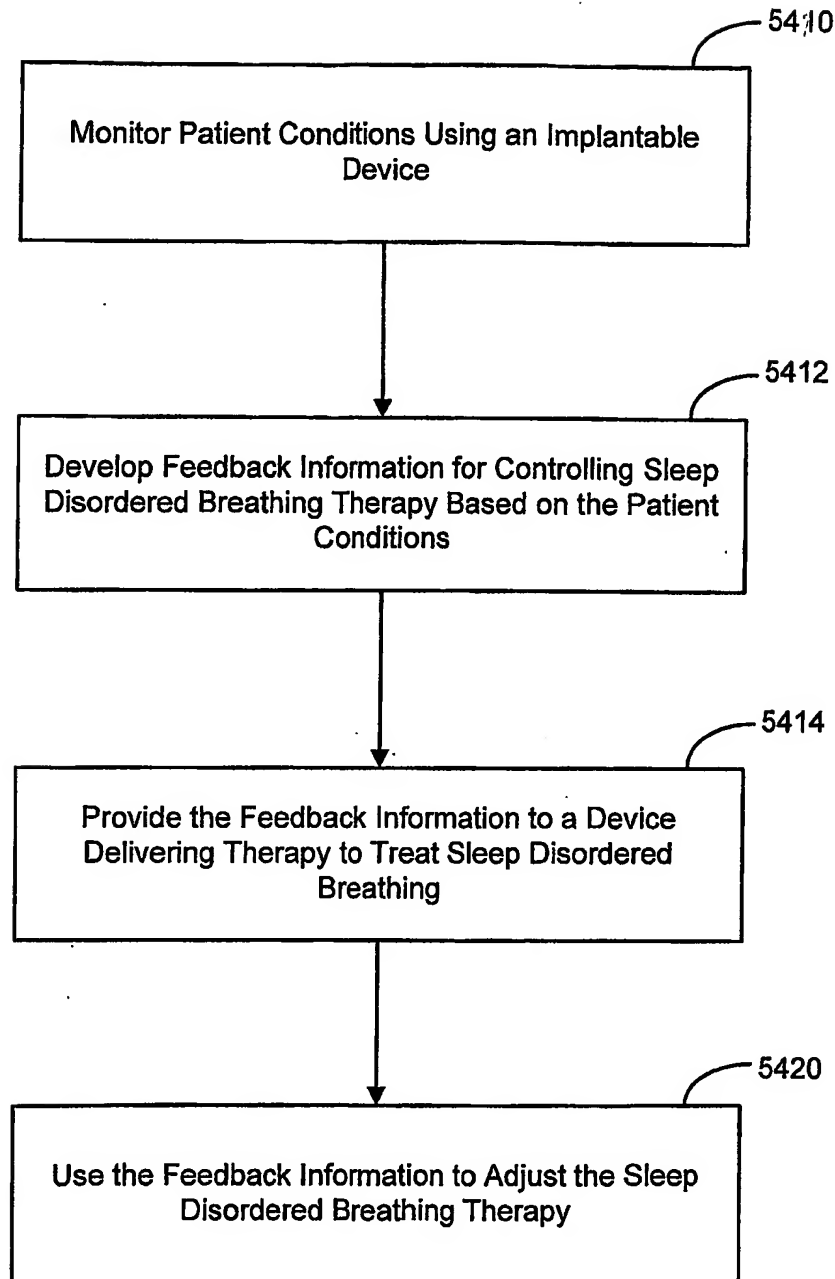 5410
Monitor Patient Conditions Using an Implantable
Device
5412
Develop Feedback Information for Controlling Sleep
Disordered Breathing Therapy Based on the Patient
Conditions
5414
Provide the Feedback Information to a Device
Delivering Therapy to Treat Sleep Disordered
Breathing
5420
Use the Feedback Information to Adjust the Sleep
Disordered Breathing Therapy